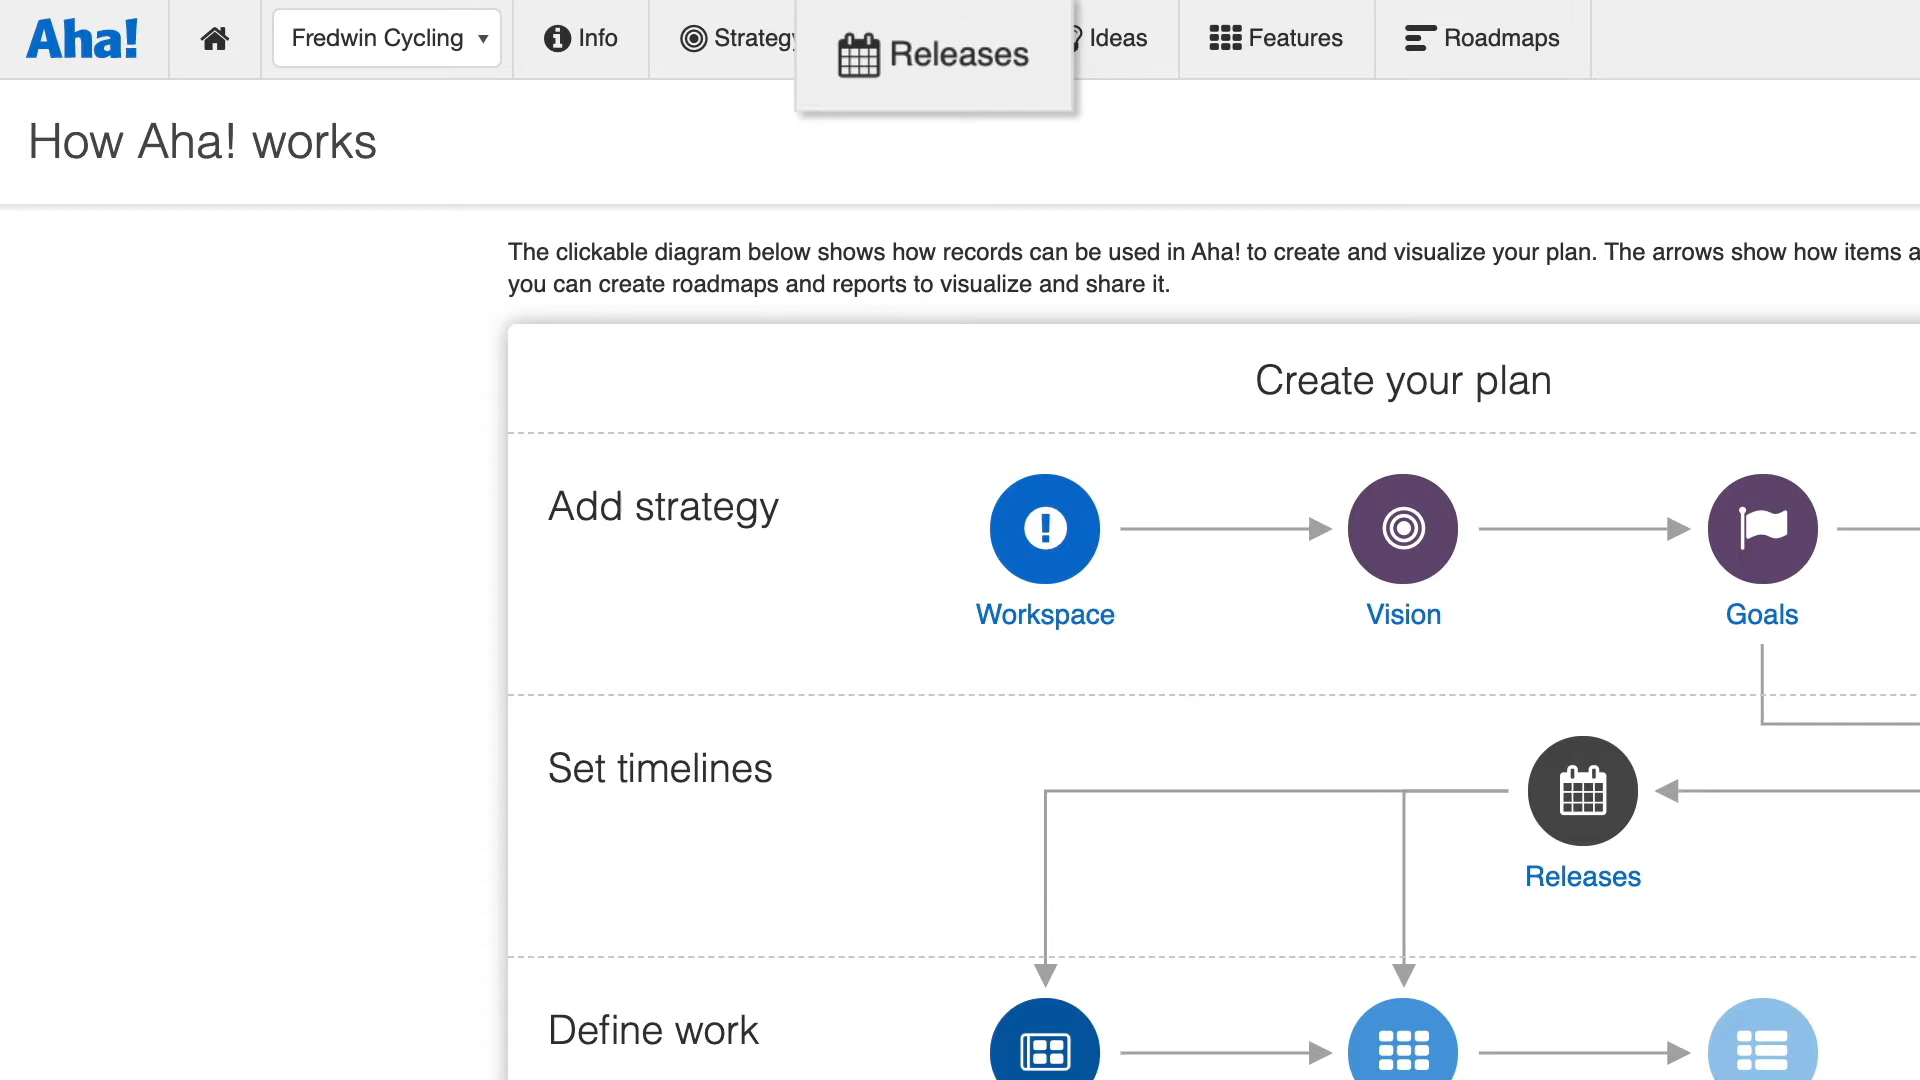 Aha!
Fredwin Cycling
Info
Strategy
Releases
Ideas
Features
Roadmaps
How Aha! works
The clickable diagram below shows how records can be used in Aha! to create and visualize your plan. The arrows show how items
you can create roadmaps and reports to visualize and share it.
Create your plan
Add strategy
Workspace
Vision
Goals
Set timelines
Releases
Define work